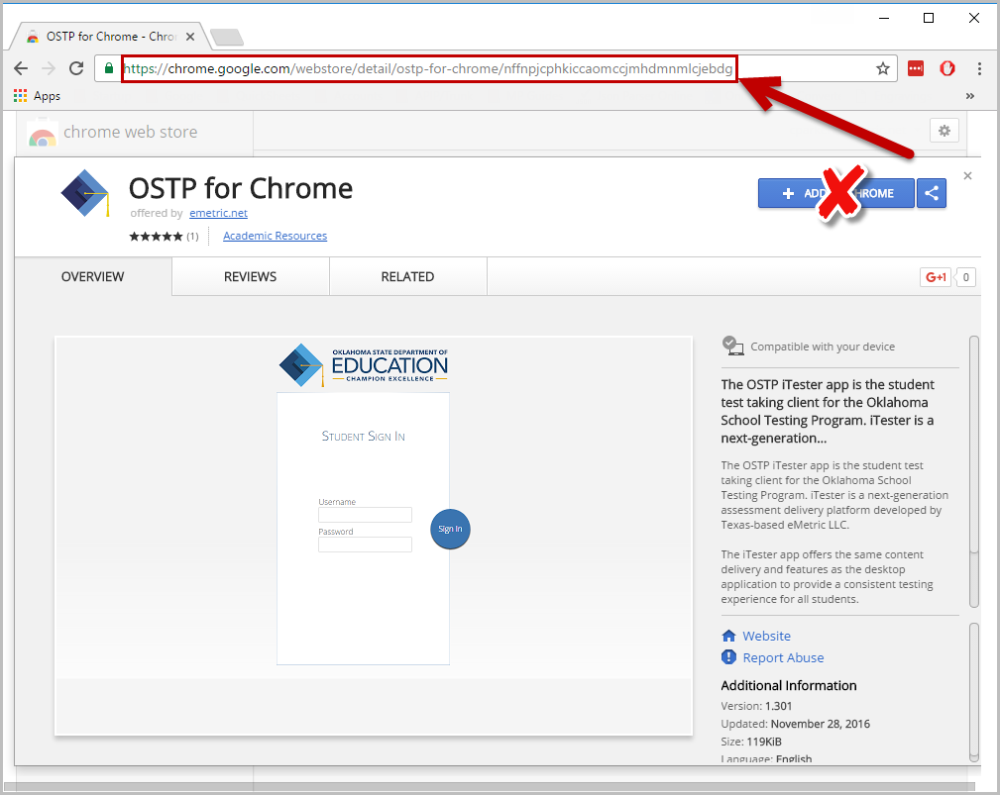 OSTP for Chrome - Chro
https://chrome.google.com/webstore/detail/ostp-for-chrome/nffnpjcphkiccaomccjmhdmnmlcjebdg
Apps
»
chrome web store
OSTP for Chrome
offered by emetric.net
(1) Academic Resources
+ ADD HROME
OVERVIEW REVIEWS RELATED
G+1 0
OKLAHOMA STATE DEPARTMENT OF
EDUCATION
CHAMPION EXCELLENCE
STUDENT SIGN IN
Username
Password
Sign In
Compatible with your device
The OSTP iTester app is the student
test taking client for the Oklahoma
School Testing Program. iTester is a
next-generation...
The OSTP iTester app is the student test
taking client for the Oklahoma School
Testing Program. iTester is a next-generation
assessment delivery platform developed by
Texas-based eMetric LLC.
The iTester app offers the same content
delivery and features as the desktop
application to provide a consistent testing
experience for all students.
Website
Report Abuse
Additional Information
Version: 1.301
Updated: November 28, 2016
Size: 119KiB
Language: English